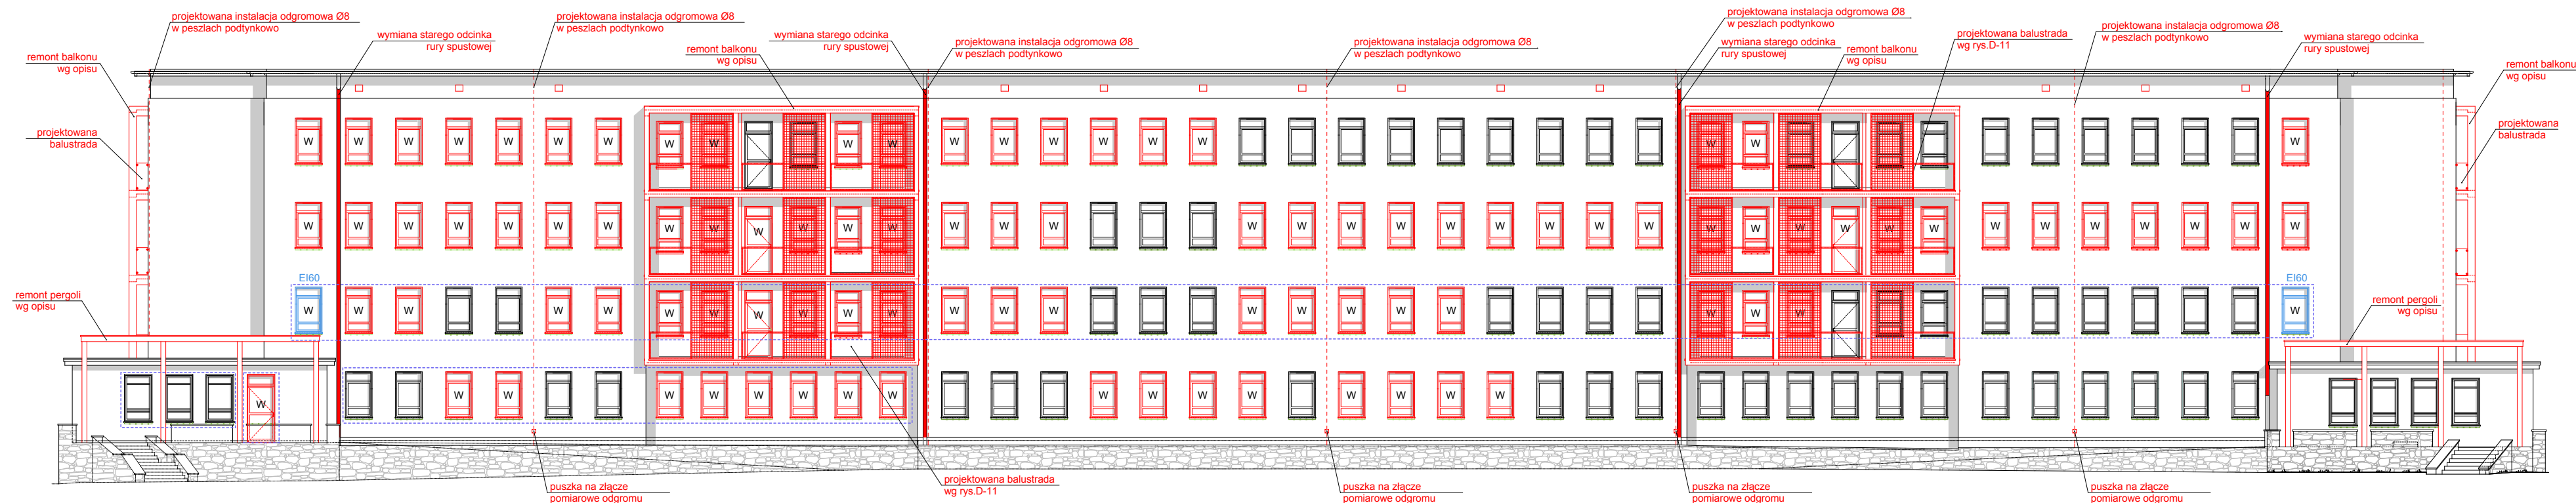 projektowana instalacja odgromowa Ø8
w peszlach podtynkowo
projektowana instalacja odgromowa Ø8
w peszlach podtynkowo
projektowana instalacja odgromowa Ø8
w peszlach podtynkowo
projektowana instalacja odgromowa Ø8
w peszlach podtynkowo
wymiana starego odcinka
rury spustowej
remont balkonu
wg opisu
wymiana starego odcinka
rury spustowej
projektowana instalacja odgromowa Ø8
w peszlach podtynkowo
projektowana instalacja odgromowa Ø8
w peszlach podtynkowo
wymiana starego odcinka
rury spustowej
remont balkonu
wg opisu
projektowana balustrada
wg rys.D-11
wymiana starego odcinka
rury spustowej
remont balkonu
wg opisu
remont balkonu
wg opisu
projektowana
balustrada
projektowana
balustrada
W W W W W W W W W W W W W W W W W W W W
W W W W W W W W W W W W W W W W W W W W W W W W W W W W W W W W W W W W W W
EI60
EI60
W W W W W W W W W W W W W W W W W W W W W W W
remont pergoli
wg opisu
remont pergoli
wg opisu
W W W W W W W W W W W W W W W W W W
projektowana balustrada
wg rys.D-11
puszka na złącze
pomiarowe odgromu
puszka na złącze
pomiarowe odgromu
puszka na złącze
pomiarowe odgromu
puszka na złącze
pomiarowe odgromu